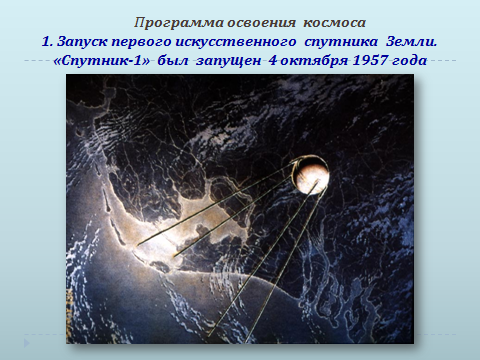 Программа освоения космоса
1. Запуск первого искусственного спутника Земли.
«Спутник-1» был запущен 4 октября 1957 года